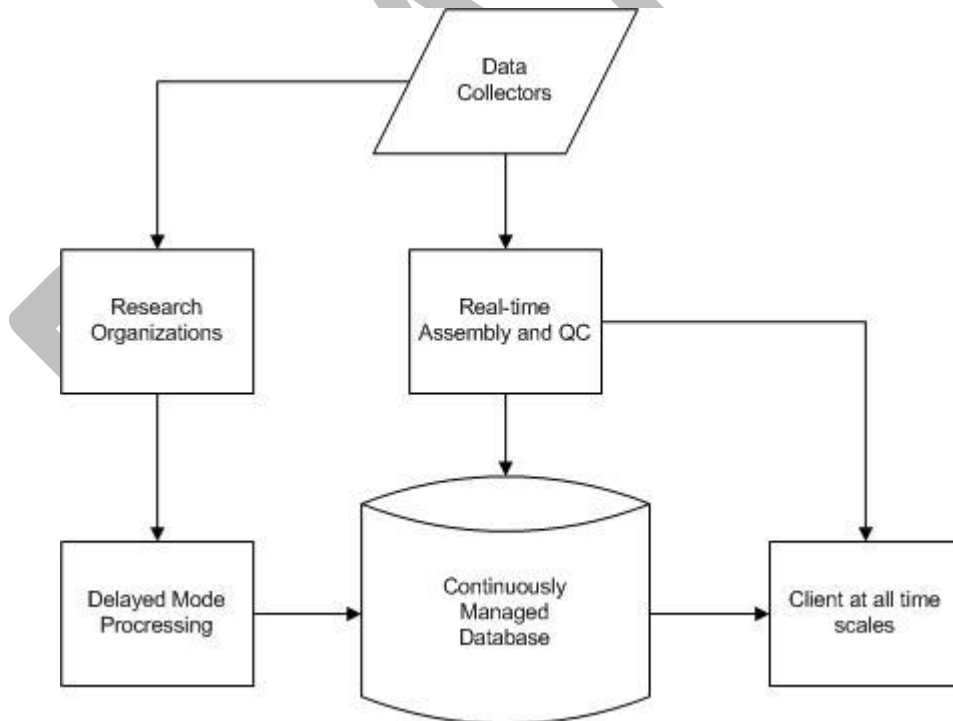 Data
Collectors
Research
Organizations
Real-time
Assembly and QC
Delayed Mode
Procressing
Continuously
Managed
Database
Client at all time
scales